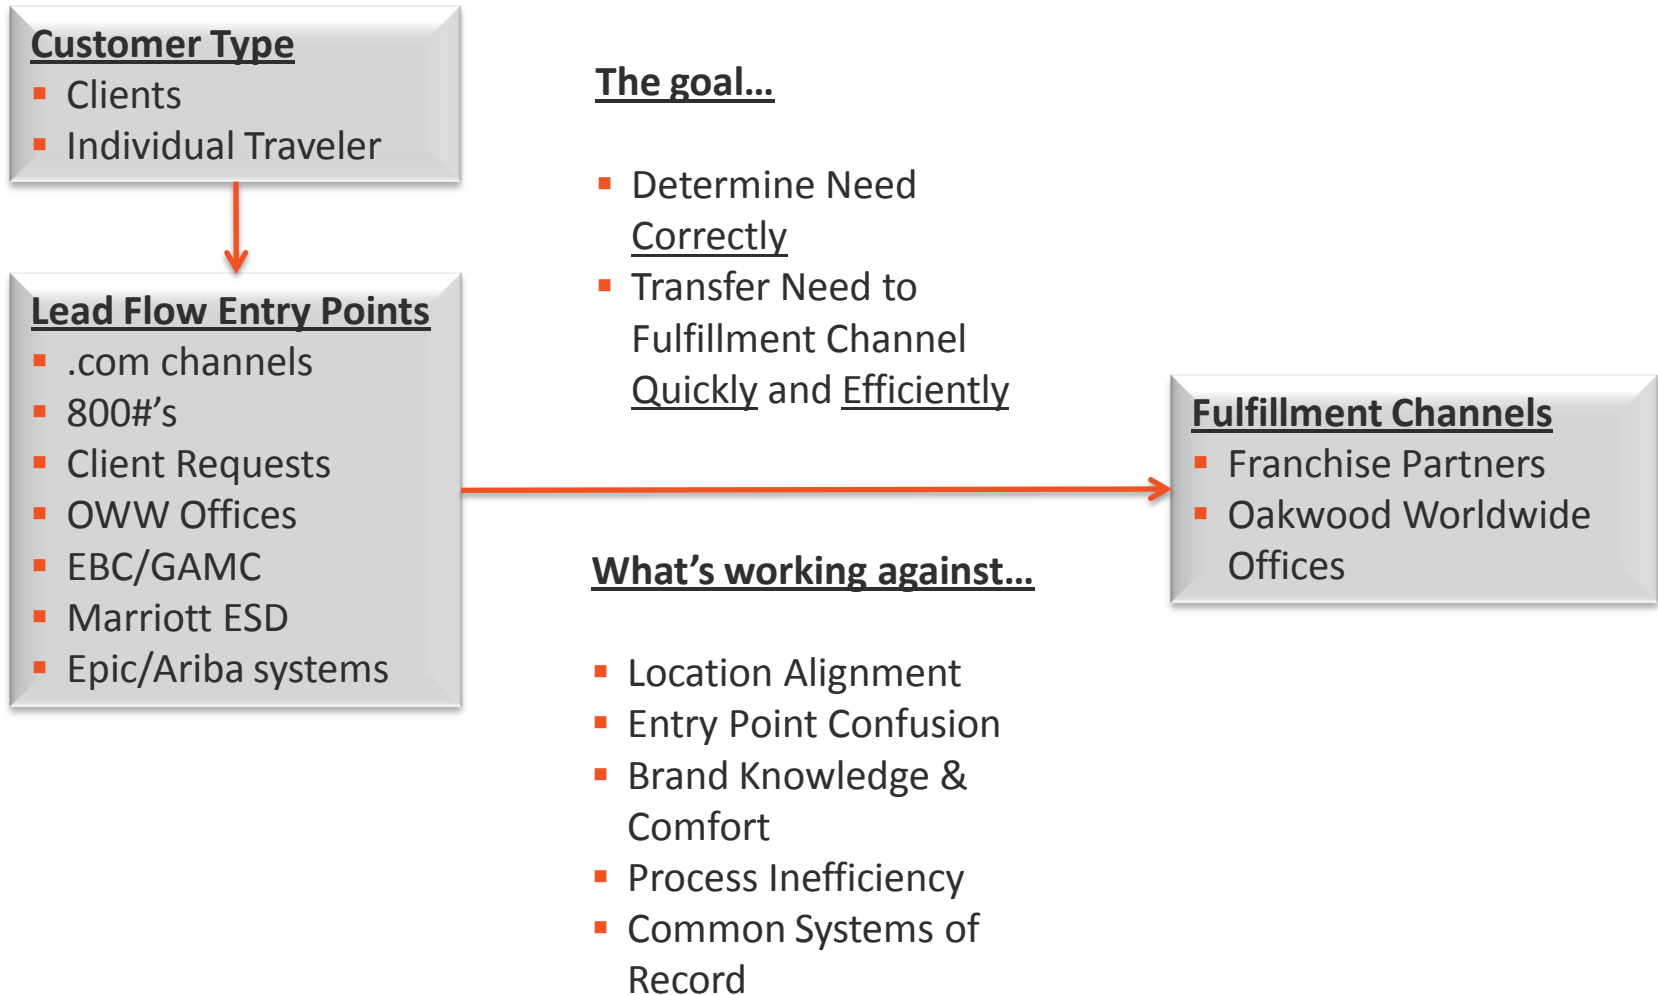 Customer Type
▪ Clients
▪ Individual Traveler
Lead Flow Entry Points
▪ .com channels
▪ 800#’s
▪ Client Requests
▪ OWW Offices
▪ EBC/GAMC
▪ Marriott ESD
▪ Epic/Ariba systems
The goal…
▪ Determine Need
Correctly
▪ Transfer Need to
Fulfillment Channel
Quickly and Efficiently
What’s working against…
▪ Location Alignment
▪ Entry Point Confusion
▪ Brand Knowledge &
Comfort
▪ Process Inefficiency
▪ Common Systems of
Record
Fulfillment Channels
▪ Franchise Partners
▪ Oakwood Worldwide
Offices